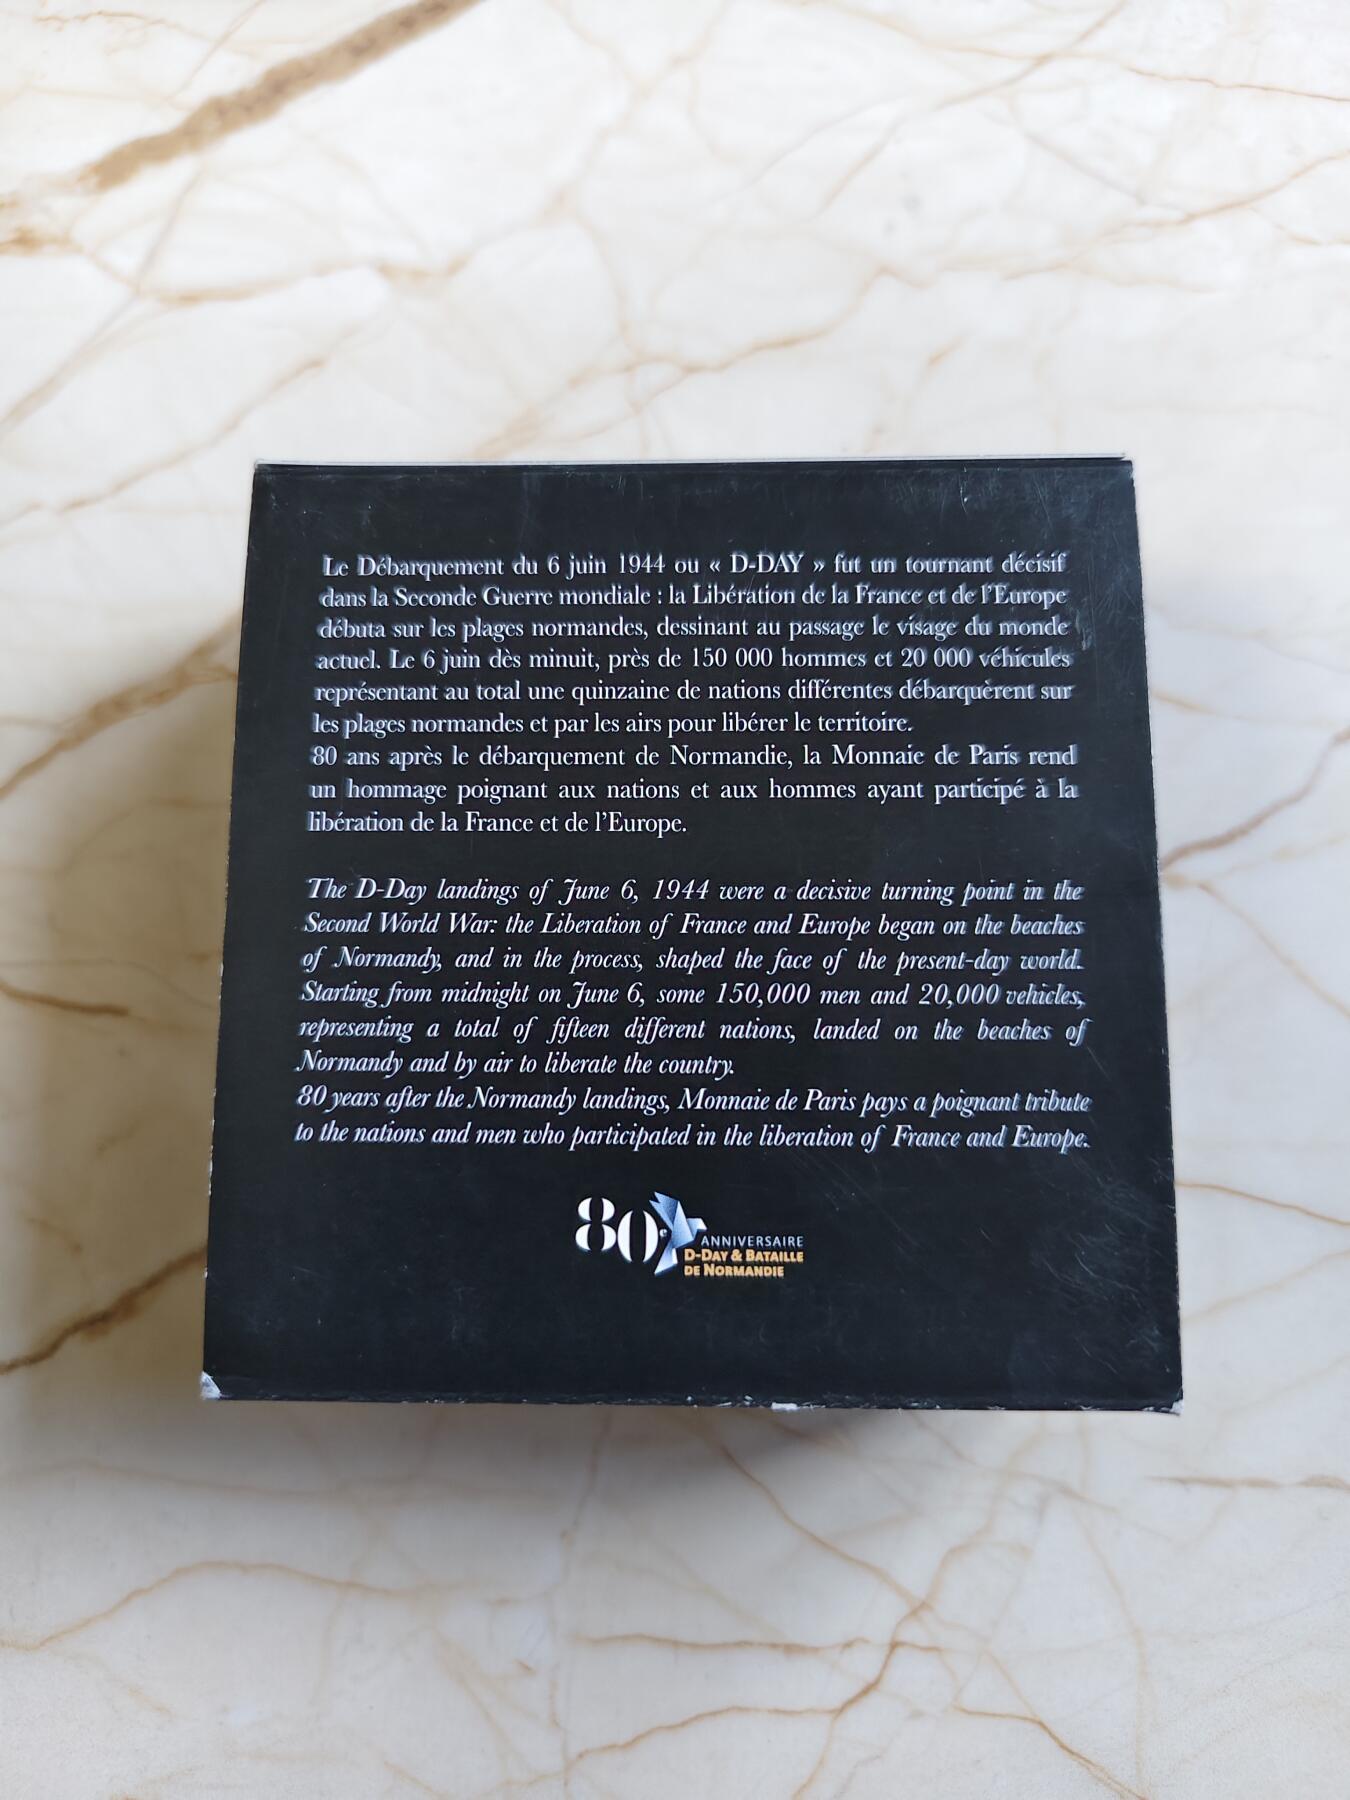 Le Débarquement du 6 juin 1944 ou « D-DAY » fut un tournant décisif
dans la Seconde Guerre mondiale : la Libération de la France et de l'Europe
débuta sur les plages normandes, dessinant au passage le visage du monde
actuel. Le 6 juin dès minuit, près de 150 000 hommes et 20 000 véhicules
représentant au total une quinzaine de nations différentes débarquèrent sur
les plages normandes et par les airs pour libérer le territoire.
80 ans après le débarquement de Normandie, la Monnaie de Paris rend
un hommage poignant aux nations et aux hommes ayant participé à la
libération de la France et de l'Europe.
The D-Day landings of June 6, 1944 were a decisive turning point in the
Second World War: the Liberation of France and Europe began on the beaches
of Normandy, and in the process, shaped the face of the present-day world.
Starting from midnight on June 6, some 150,000 men and 20,000 vehicles,
representing a total of fifteen different nations, landed on the beaches of
Normandy and by air to liberate the country.
80 years after the Normandy landings, Monnaie de Paris pays a poignant tribute
to the nations and men who participated in the liberation of France and Europe.
80e
ANNIVERSAIRE
D-DAY & BATAILLE
DE NORMANDIE